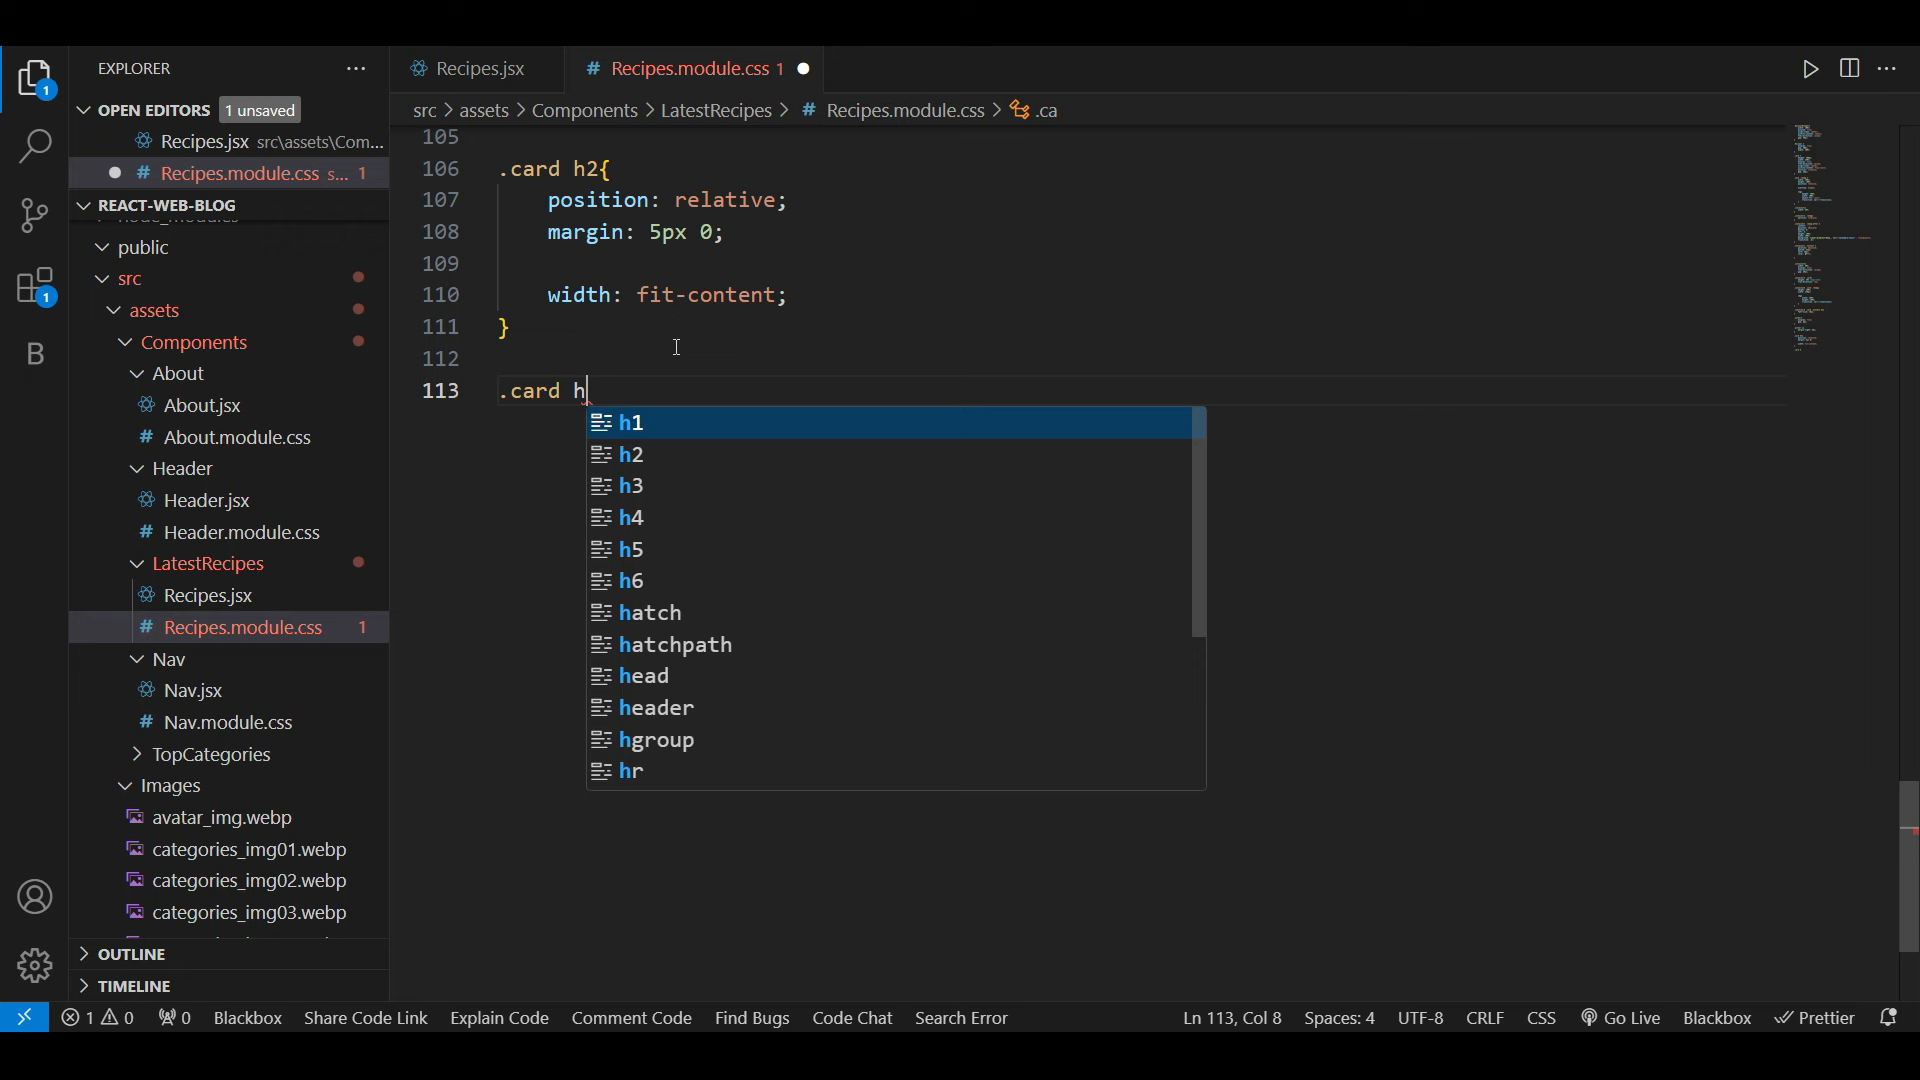 EXPLORER
OPEN EDITORS 1 unsaved
Recipes.jsx src\assets\Com...
# Recipes.module.css s... 1
REACT-WEB-BLOG
node_modules
public
src
assets
Components
About
About.jsx
# About.module.css
Header
Header.jsx
# Header.module.css
LatestRecipes
Recipes.jsx
# Recipes.module.css 1
Nav
Nav.jsx
# Nav.module.css
TopCategories
Images
avatar_img.webp
categories_img01.webp
categories_img02.webp
categories_img03.webp
OUTLINE
TIMELINE
1
1
B
Recipes.jsx # Recipes.module.css 1
src > assets > Components > LatestRecipes > # Recipes.module.css > .ca
105
106 .card h2{
107 position: relative;
108 margin: 5px 0;
109
110 width: fit-content;
111 }
112
113 .card h
h1
h2
h3
h4
h5
h6
hatch
hatchpath
head
header
hgroup
hr
1 0 0 Blackbox Share Code Link Explain Code Comment Code Find Bugs Code Chat Search Error Ln 113, Col 8 Spaces: 4 UTF-8 CRLF CSS Go Live Blackbox Prettier